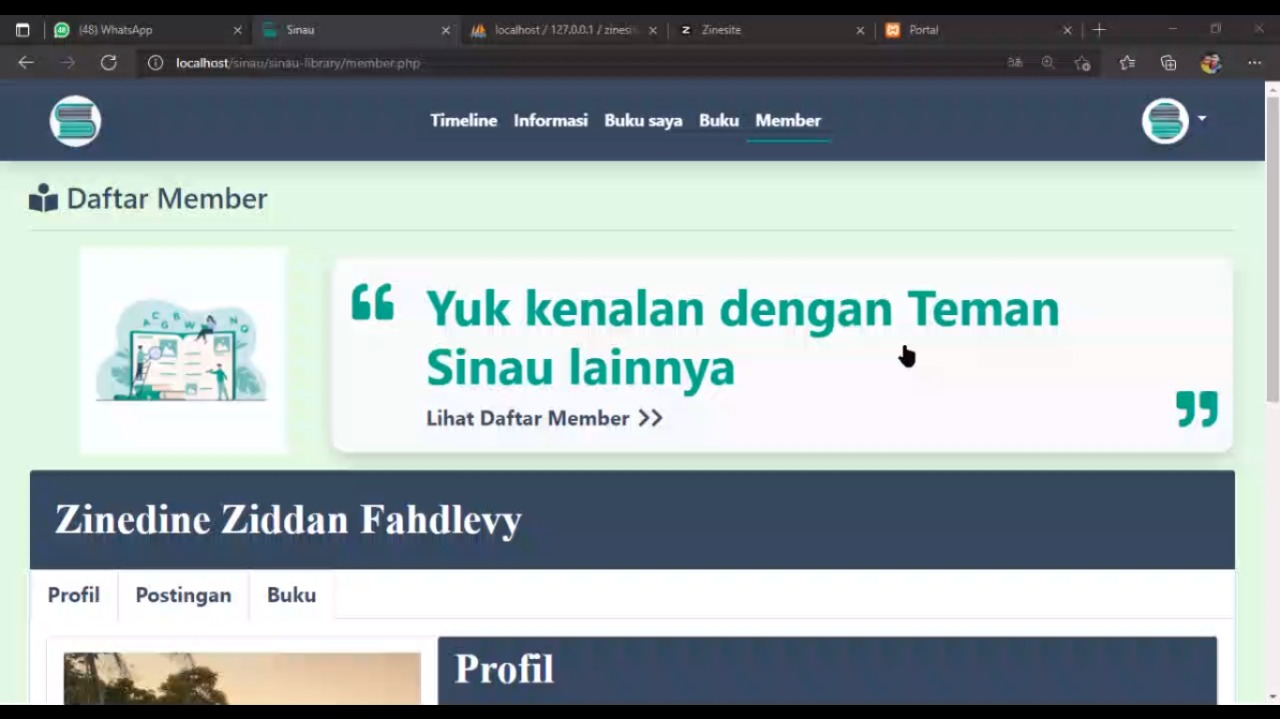 (48) WhatsApp
Sinau
localhost / 127.0.0.1 / zinesi
Zinesite
Portal
localhost/sinau/sinau-library/member.php
Timeline Informasi Buku saya Buku Member
Daftar Member
A C G B W N Q
“ Yuk kenalan dengan Teman
Sinau lainnya
Lihat Daftar Member >> ”
Zinedine Ziddan Fahdlevy
Profil Postingan Buku
Profil